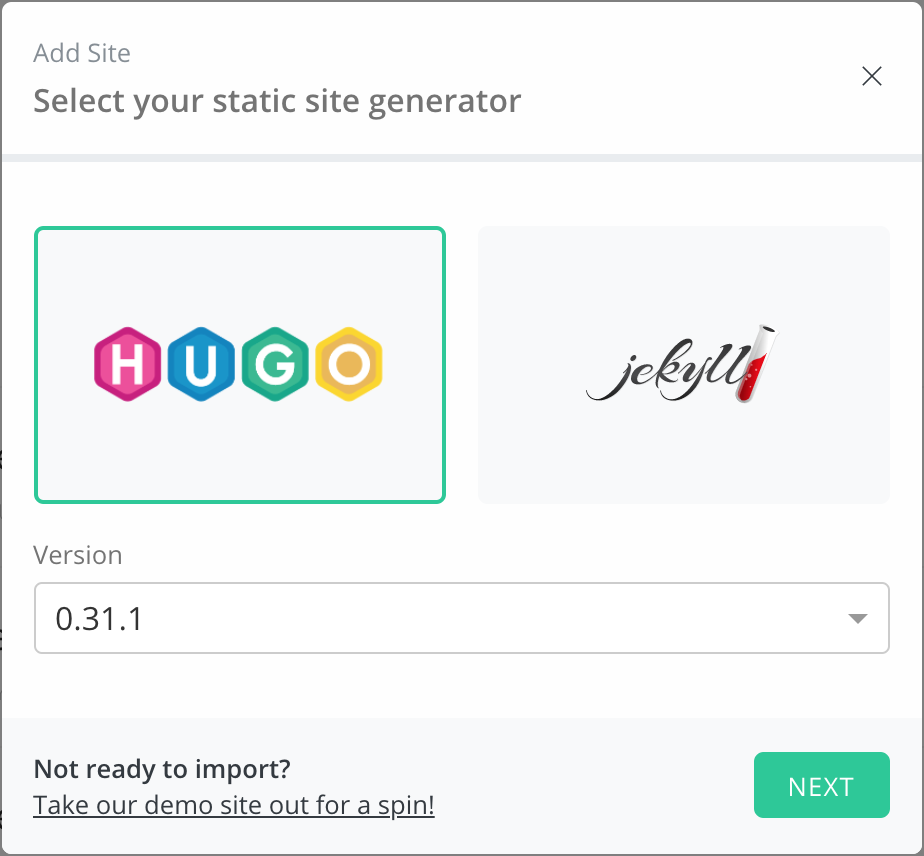 Add Site
Select your static site generator
HUGO
jekyll
Version
0.31.1
Not ready to import?
Take our demo site out for a spin!
NEXT